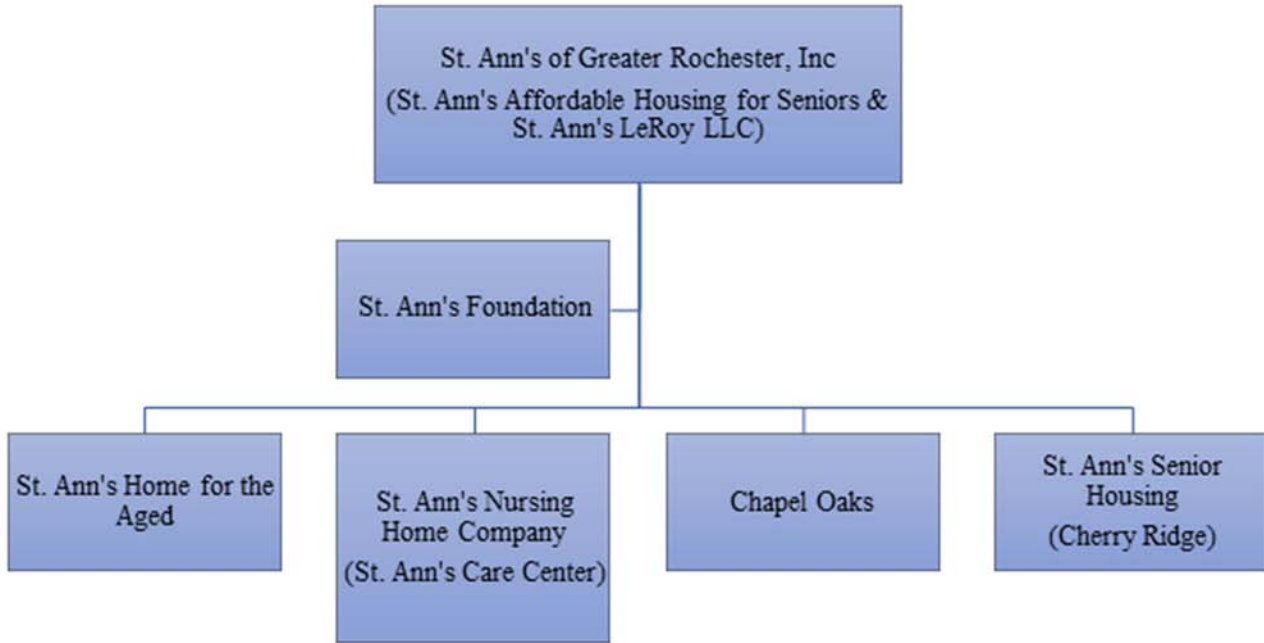 St. Ann's of Greater Rochester, Inc
(St. Ann's Affordable Housing for Seniors &
St. Ann's LeRoy LLC)
St. Ann's Foundation
St. Ann's Home for the
Aged
St. Ann's Nursing
Home Company
(St. Ann's Care Center)
Chapel Oaks
St. Ann's Senior
Housing
(Cherry Ridge)